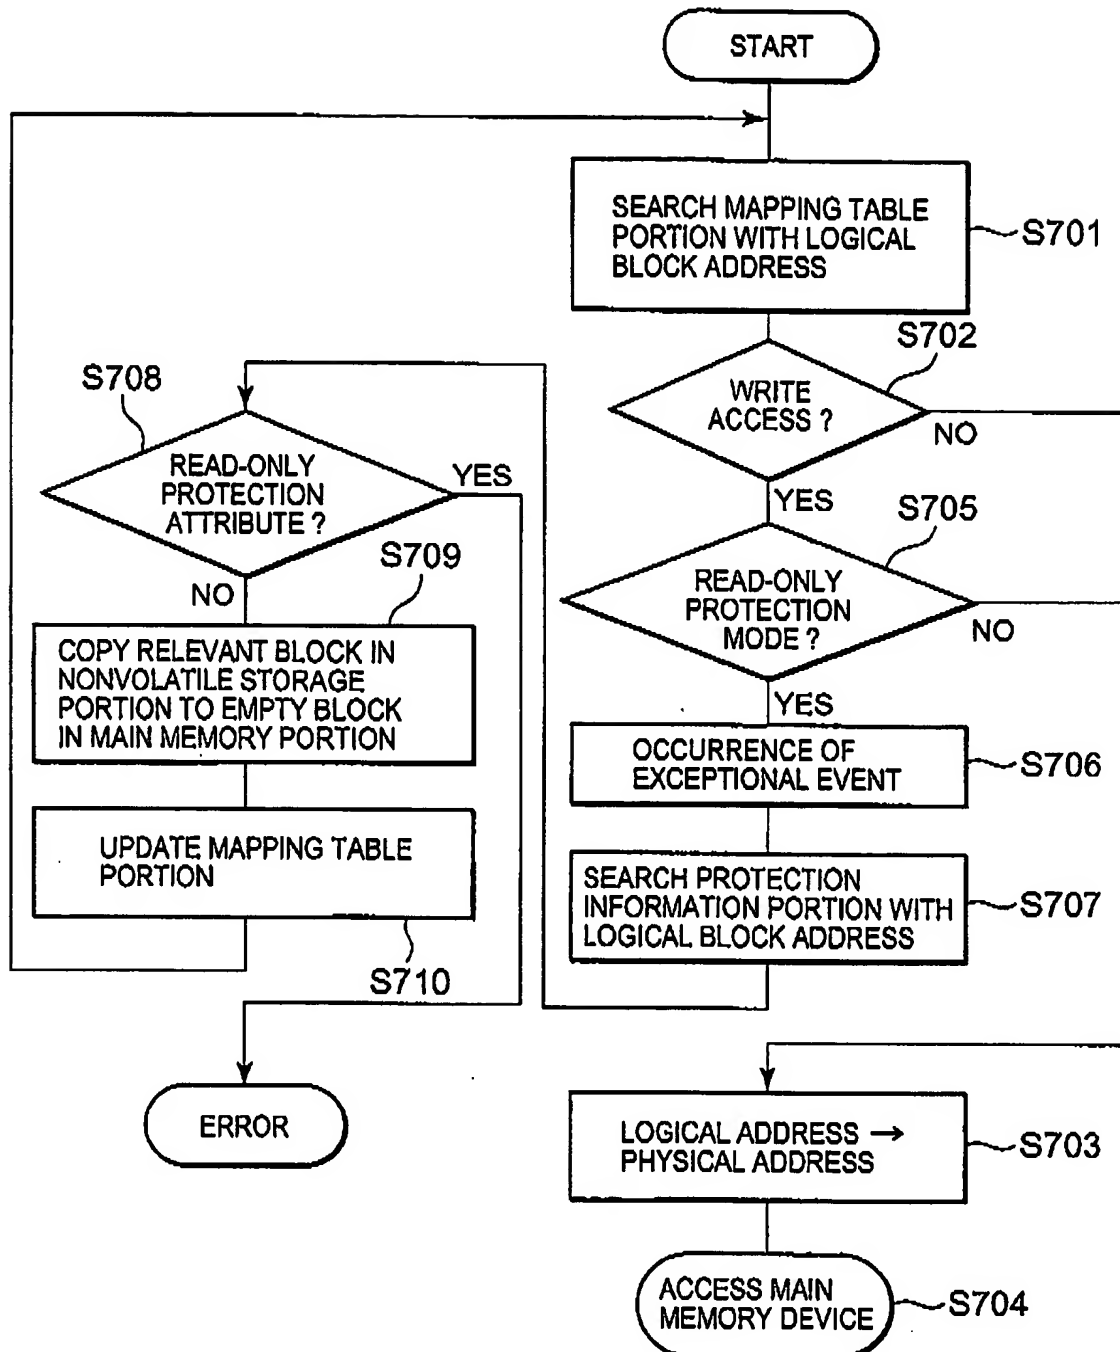 START
SEARCH MAPPING TABLE
PORTION WITH LOGICAL
BLOCK ADDRESS
S701
S702
WRITE
ACCESS ?
NO
YES
S705
READ-ONLY
PROTECTION
MODE ?
NO
YES
OCCURRENCE OF
EXCEPTIONAL EVENT
S706
SEARCH PROTECTION
INFORMATION PORTION WITH
LOGICAL BLOCK ADDRESS
S707
S708
READ-ONLY
PROTECTION
ATTRIBUTE ?
YES
NO
S709
COPY RELEVANT BLOCK IN
NONVOLATILE STORAGE
PORTION TO EMPTY BLOCK
IN MAIN MEMORY PORTION
UPDATE MAPPING TABLE
PORTION
S710
ERROR
LOGICAL ADDRESS →
PHYSICAL ADDRESS
S703
ACCESS MAIN
MEMORY DEVICE
S704